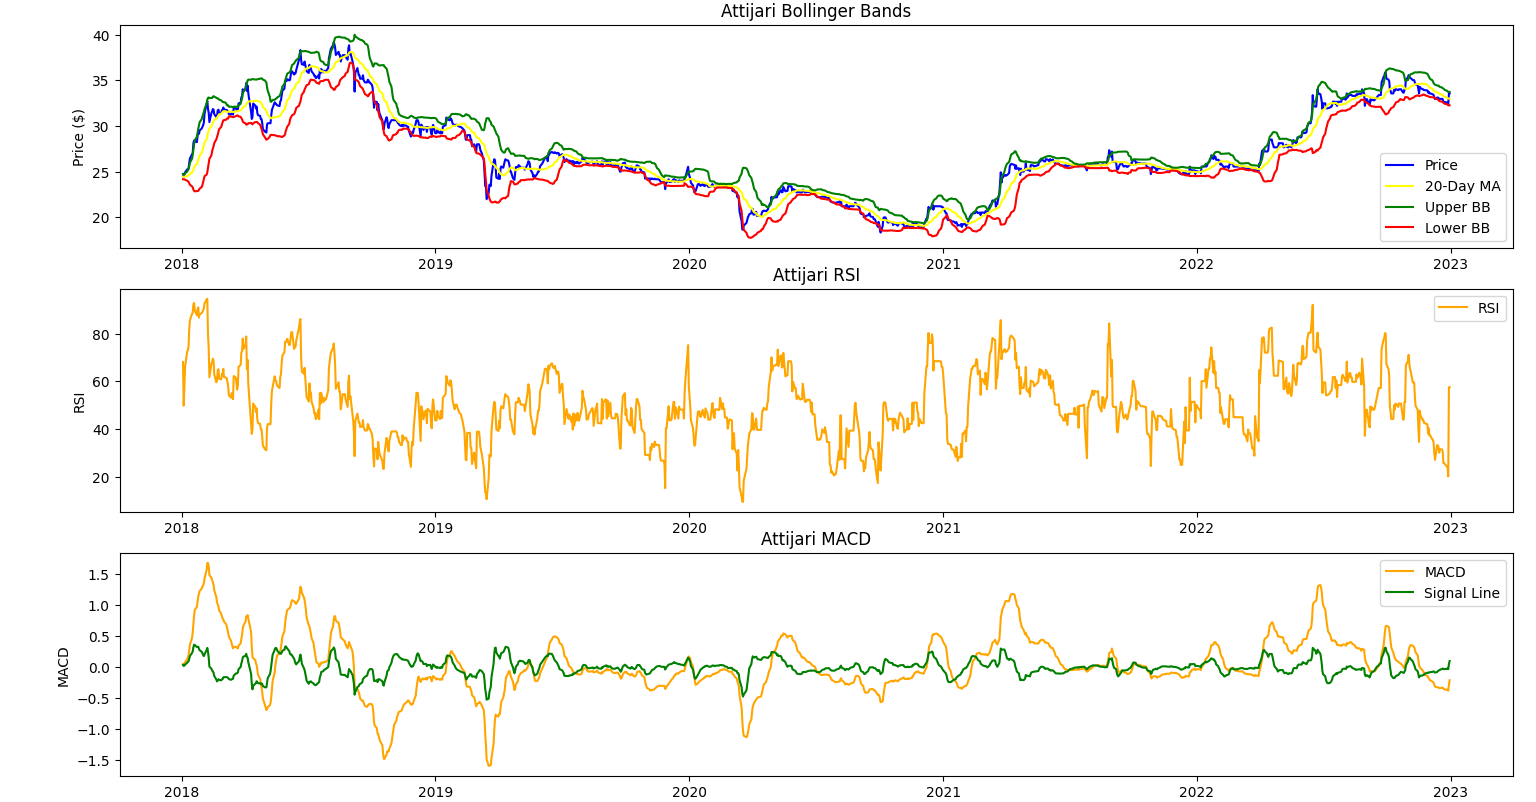 Attijari Bollinger Bands
Price ($)
40
35
30
25
20
Price
20-Day MA
Upper BB
Lower BB
2018 2019 2020 2021 2022 2023
Attijari RSI
RSI
80
60
40
20
RSI
2018 2019 2020 2021 2022 2023
Attijari MACD
MACD
1.5
1.0
0.5
0.0
−0.5
−1.0
−1.5
MACD
Signal Line
2018 2019 2020 2021 2022 2023